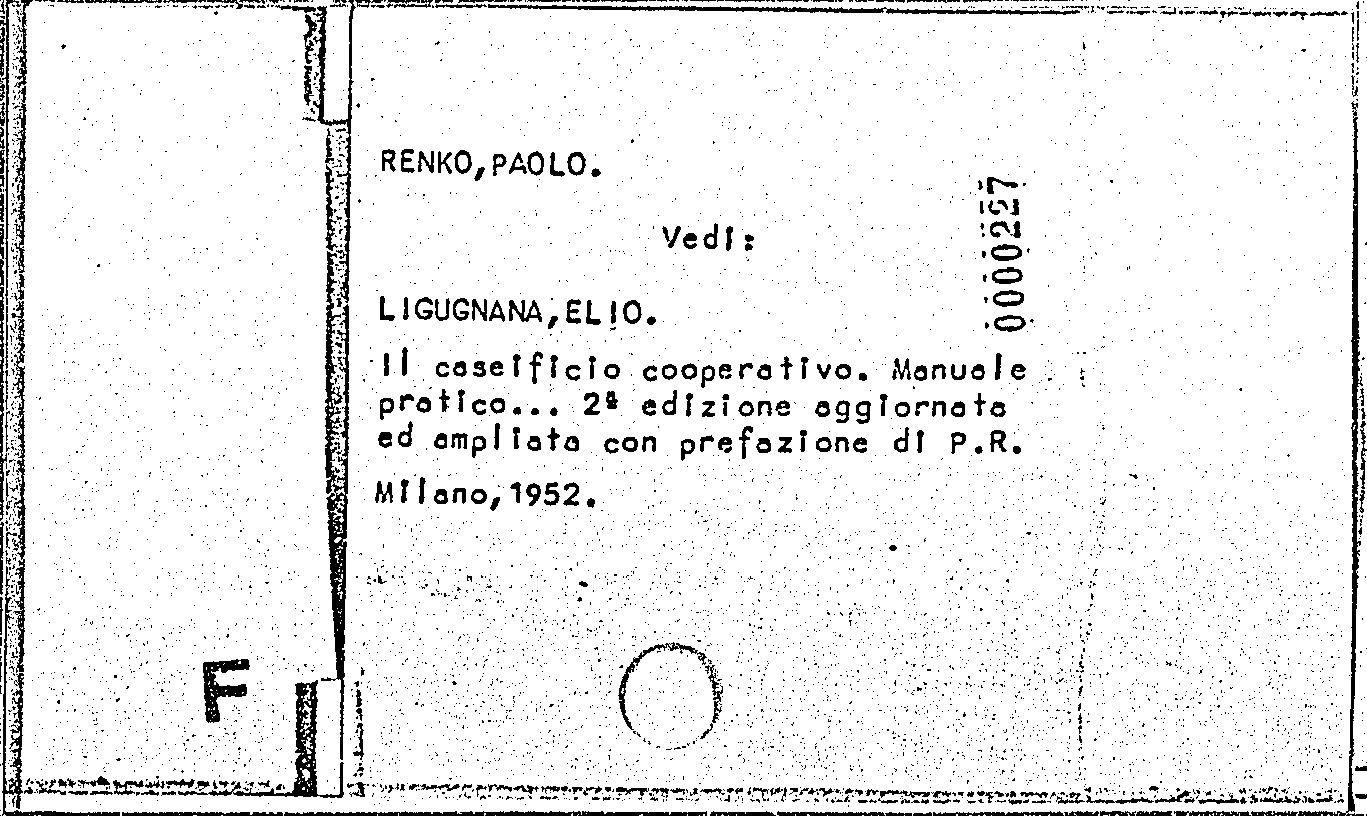 RENKO,PAOLO.
Vedi:
LIGUGNANA,ELIO.
Il caseificio cooperativo. Manuale
pratico... 2ª edizione aggiornata
ed ampliata con prefazione di P.R.
Milano,1952.
0000227
F